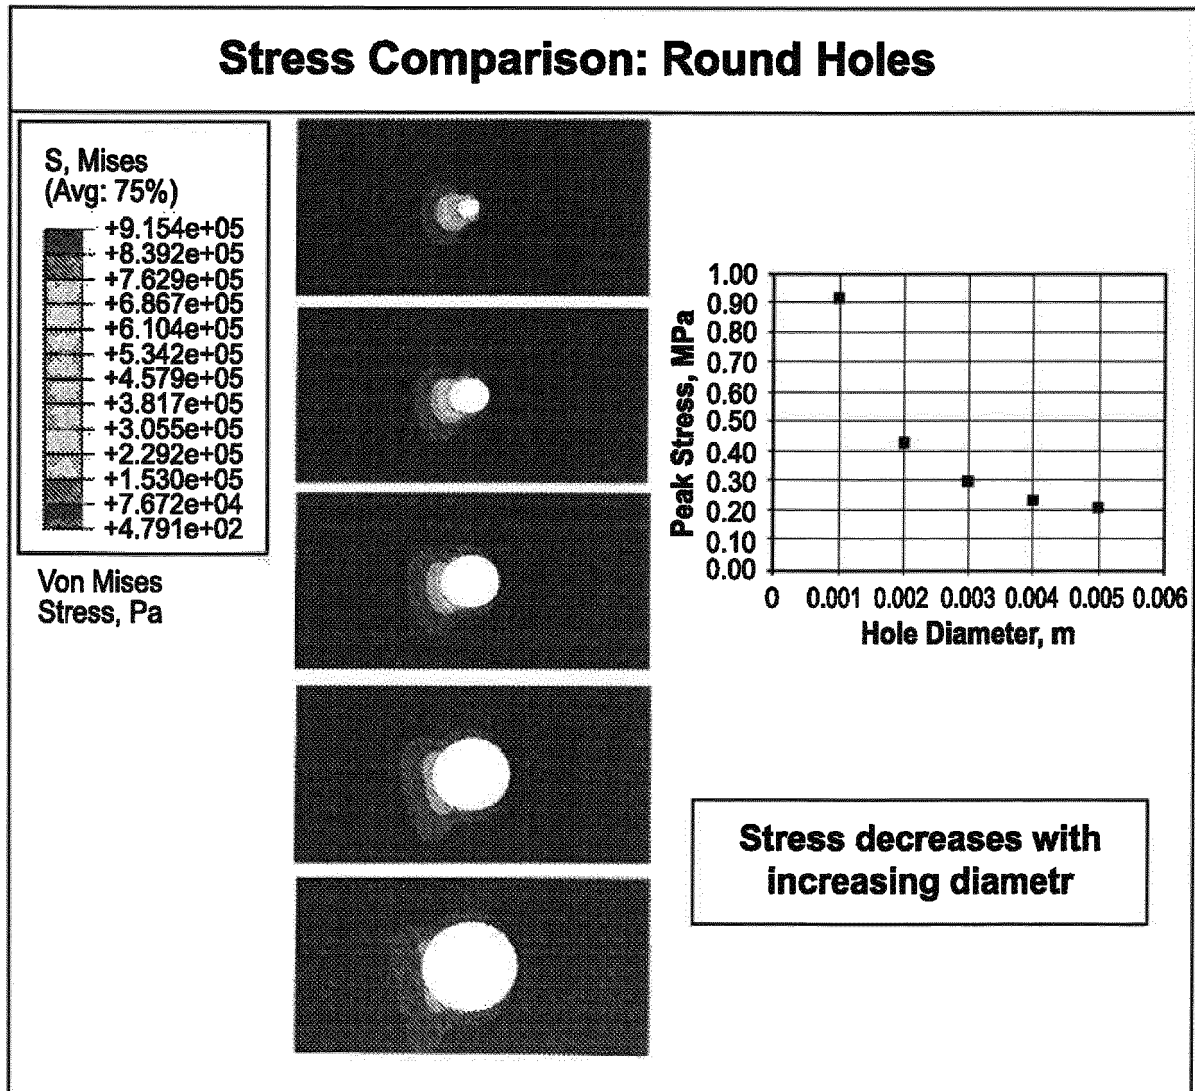 Stress Comparison: Round Holes
S, Mises
(Avg: 75%)
+9.154e+05
+8.392e+05
+7.629e+05
+6.867e+05
+6.104e+05
+5.342e+05
+4.579e+05
+3.817e+05
+3.055e+05
+2.292e+05
+1.530e+05
+7.672e+04
+4.791e+02
Von Mises
Stress, Pa
Peak Stress, MPa
1.00
0.90
0.80
0.70
0.60
0.50
0.40
0.30
0.20
0.10
0.00
0 0.001 0.002 0.003 0.004 0.005 0.006
Hole Diameter, m
Stress decreases with
increasing diametr